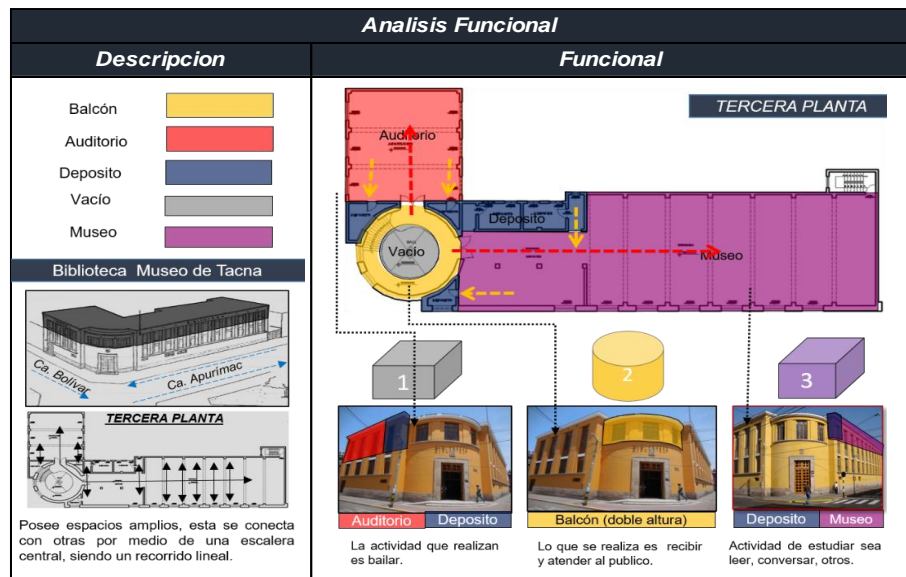 Analisis Funcional
Descripcion
Funcional
Balcón
Auditorio
Deposito
Vacío
Museo
Biblioteca Museo de Tacna
Ca. Bolívar
Ca. Apurímac
TERCERA PLANTA
Posee espacios amplios, esta se conecta
con otras por medio de una escalera
central, siendo un recorrido lineal.
TERCERA PLANTA
Auditorio
Deposito
Vacío
Museo
1
2
3
Auditorio
Deposito
Balcón (doble altura)
Deposito
Museo
La actividad que realizan
es bailar.
Lo que se realiza es recibir
y atender al publico.
Actividad de estudiar sea
leer, conversar, otros.